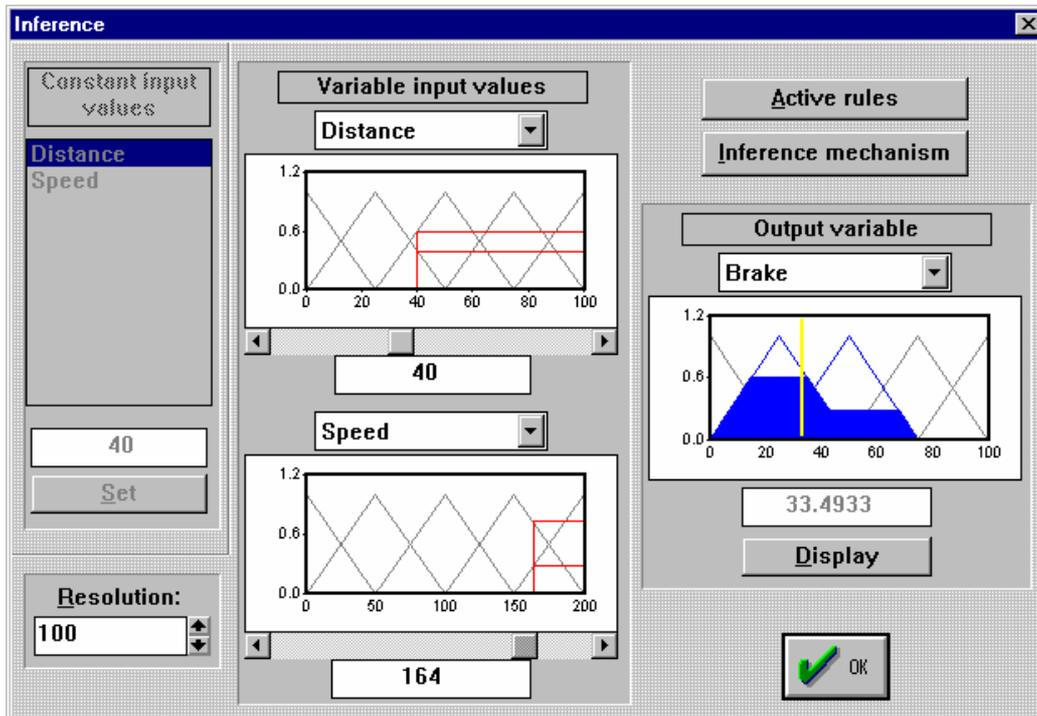 Inference
Constant input
values
Distance
Speed
40
Set
Resolution:
100
Variable input values
Distance
1.2
0.6
0.0
0 20 40 60 80 100
40
Speed
1.2
0.6
0.0
0 50 100 150 200
164
Active rules
Inference mechanism
Output variable
Brake
1.2
0.6
0.0
0 20 40 60 80 100
33.4933
Display
OK